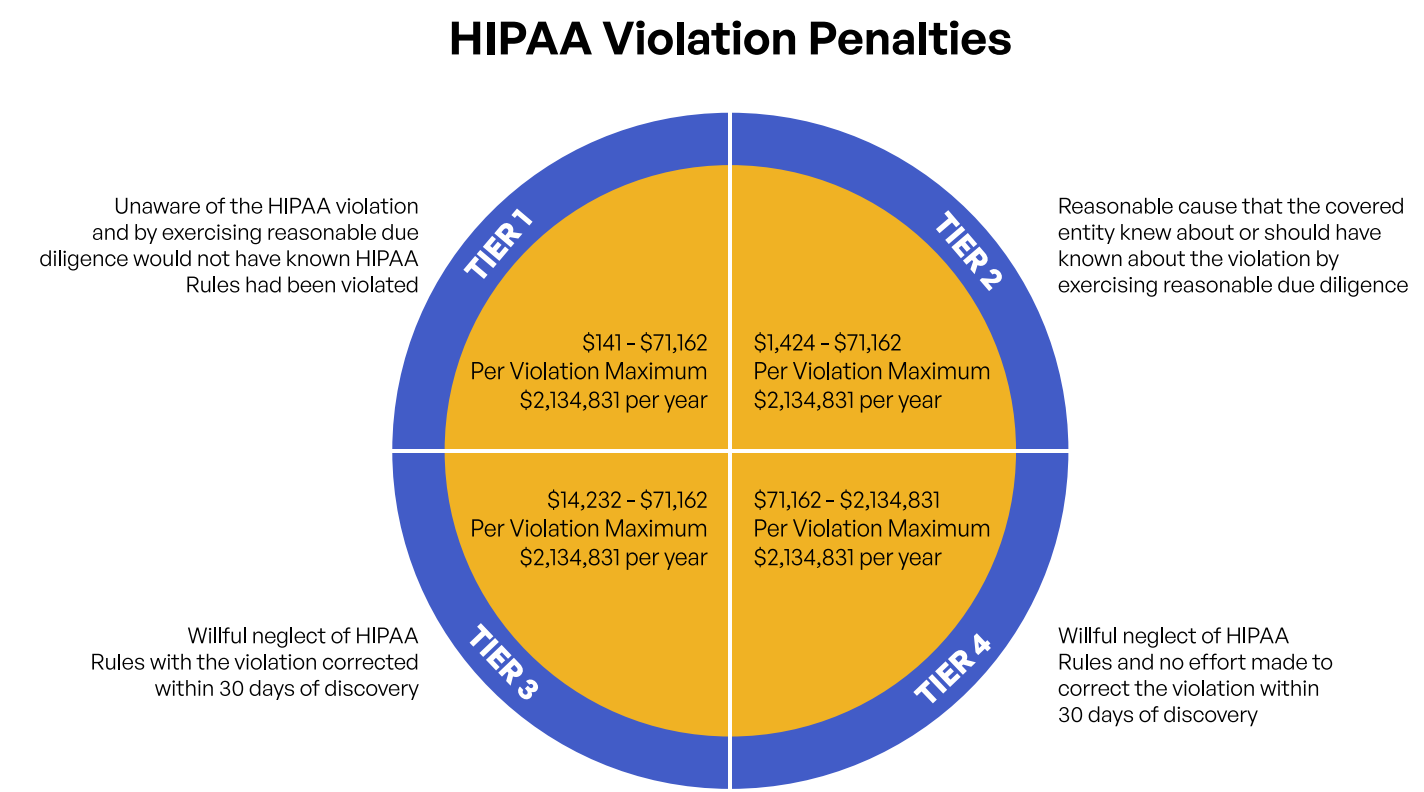 HIPAA Violation Penalties
Unaware of the HIPAA violation
and by exercising reasonable due
diligence would not have known HIPAA
Rules had been violated
TIER 1
$141 - $71,162
Per Violation Maximum
$2,134,831 per year
TIER 2
Reasonable cause that the covered
entity knew about or should have
known about the violation by
exercising reasonable due diligence
$1,424 - $71,162
Per Violation Maximum
$2,134,831 per year
$14,232 - $71,162
Per Violation Maximum
$2,134,831 per year
TIER 3
Willful neglect of HIPAA
Rules with the violation corrected
within 30 days of discovery
$71,162 - $2,134,831
Per Violation Maximum
$2,134,831 per year
TIER 4
Willful neglect of HIPAA
Rules and no effort made to
correct the violation within
30 days of discovery